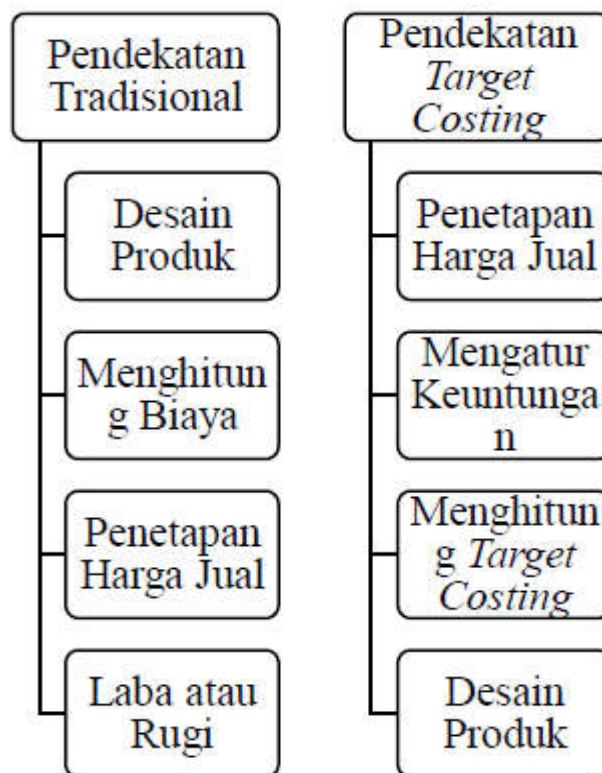 Pendekatan
Tradisional
Desain
Produk
Menghitun
g Biaya
Penetapan
Harga Jual
Laba atau
Rugi
Pendekatan
Target
Costing
Penetapan
Harga Jual
Mengatur
Keuntunga
n
Menghitun
g Target
Costing
Desain
Produk